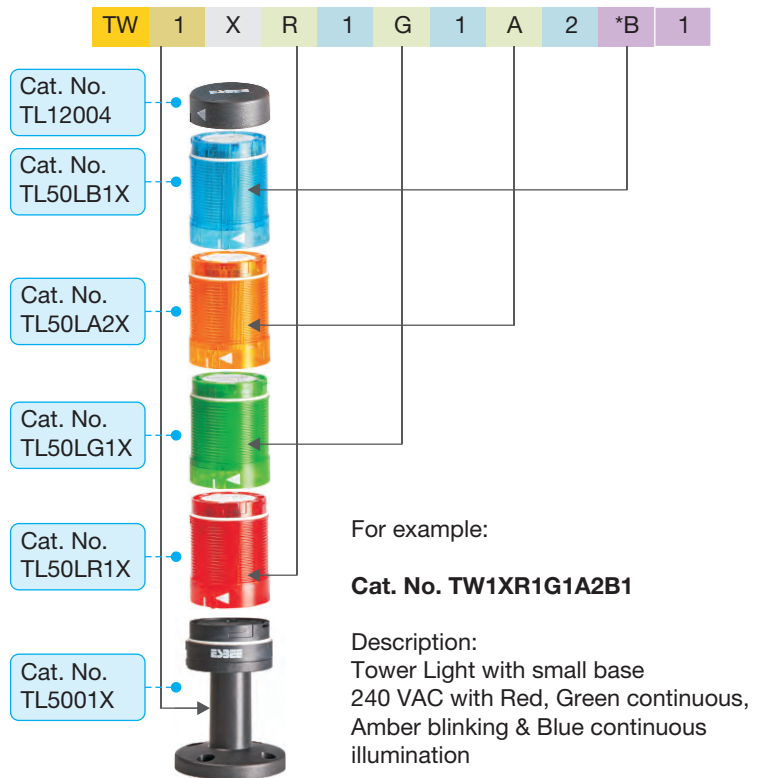 TW 1 X R 1 G 1 A 2 *B 1
Cat. No.
TL12004
ESBEE
Cat. No.
TL50LB1X
Cat. No.
TL50LA2X
Cat. No.
TL50LG1X
Cat. No.
TL50LR1X
For example:
Cat. No. TW1XR1G1A2B1
ESBEE
Cat. No.
TL5001X
Description:
Tower Light with small base
240 VAC with Red, Green continuous,
Amber blinking & Blue continuous
illumination